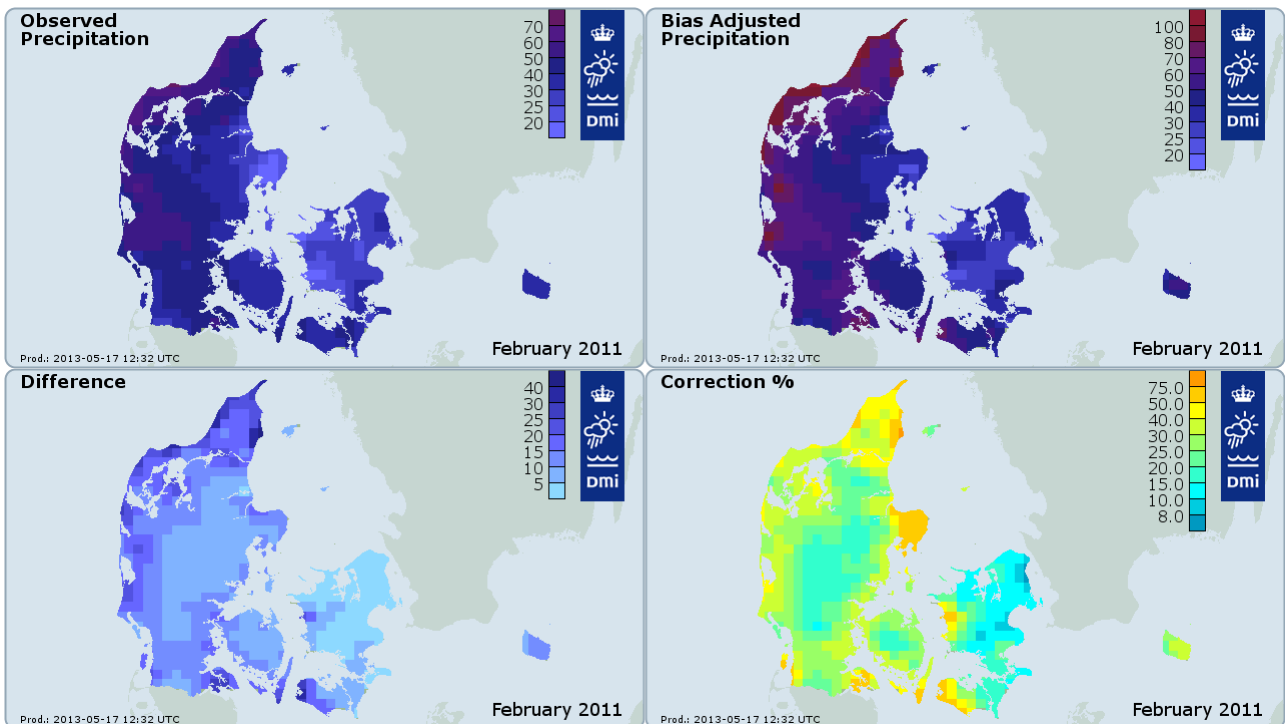 Observed
Precipitation
70
60
50
40
30
25
20
DMI
Prod.: 2013-05-17 12:32 UTC
February 2011
Bias Adjusted
Precipitation
100
80
70
60
50
40
30
25
20
DMI
Prod.: 2013-05-17 12:32 UTC
February 2011
Difference
40
30
25
20
15
10
5
DMI
Prod.: 2013-05-17 12:32 UTC
February 2011
Correction %
75.0
50.0
40.0
30.0
25.0
20.0
15.0
10.0
8.0
DMI
Prod.: 2013-05-17 12:32 UTC
February 2011